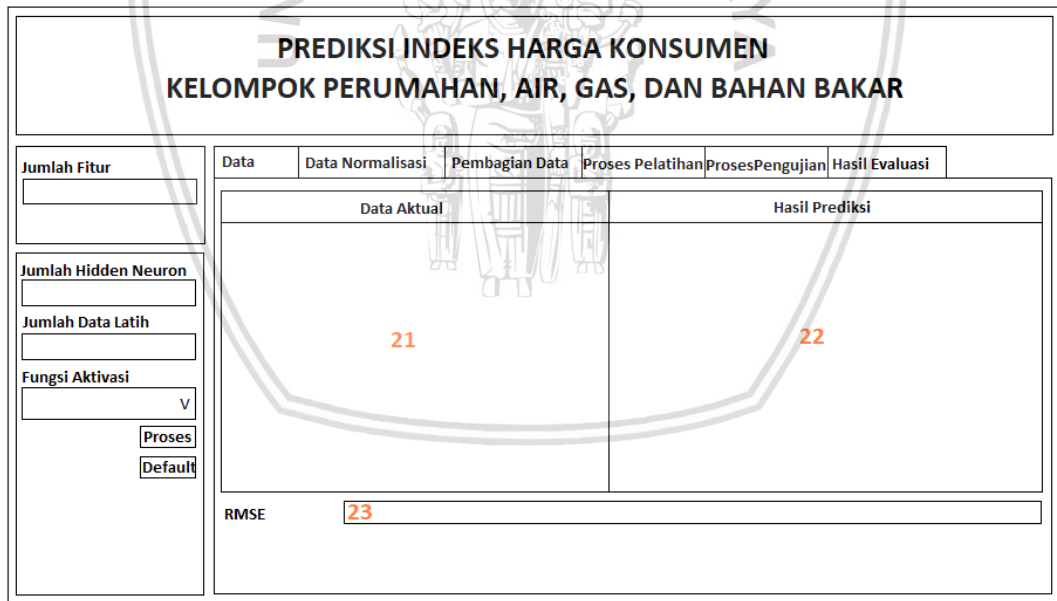 PREDIKSI INDEKS HARGA KONSUMEN
KELOMPOK PERUMAHAN, AIR, GAS, DAN BAHAN BAKAR
Jumlah Fitur
Jumlah Hidden Neuron
Jumlah Data Latih
Fungsi Aktivasi
V
Proses
Default
Data Data Normalisasi Pembagian Data Proses Pelatihan ProsesPengujian Hasil Evaluasi
Data Aktual Hasil Prediksi
21 22
RMSE 23